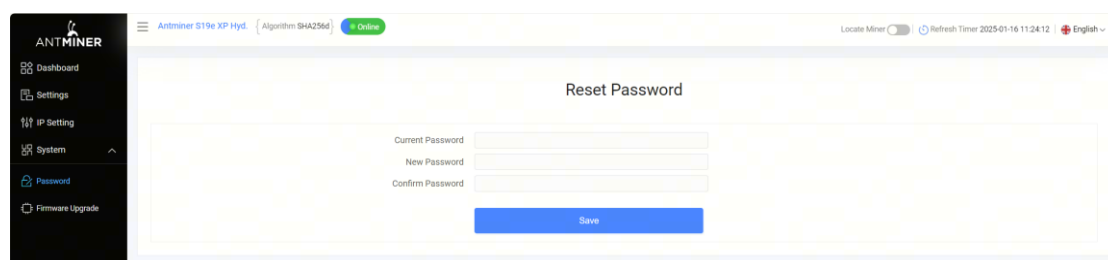 ANTMINER
Antminer S19e XP Hyd. { Algorithm SHA256d } Online
Locate Miner Refresh Timer 2025-01-16 11:24:12 English
Dashboard
Settings
IP Setting
System
Password
Firmware Upgrade
Reset Password
Current Password
New Password
Confirm Password
Save